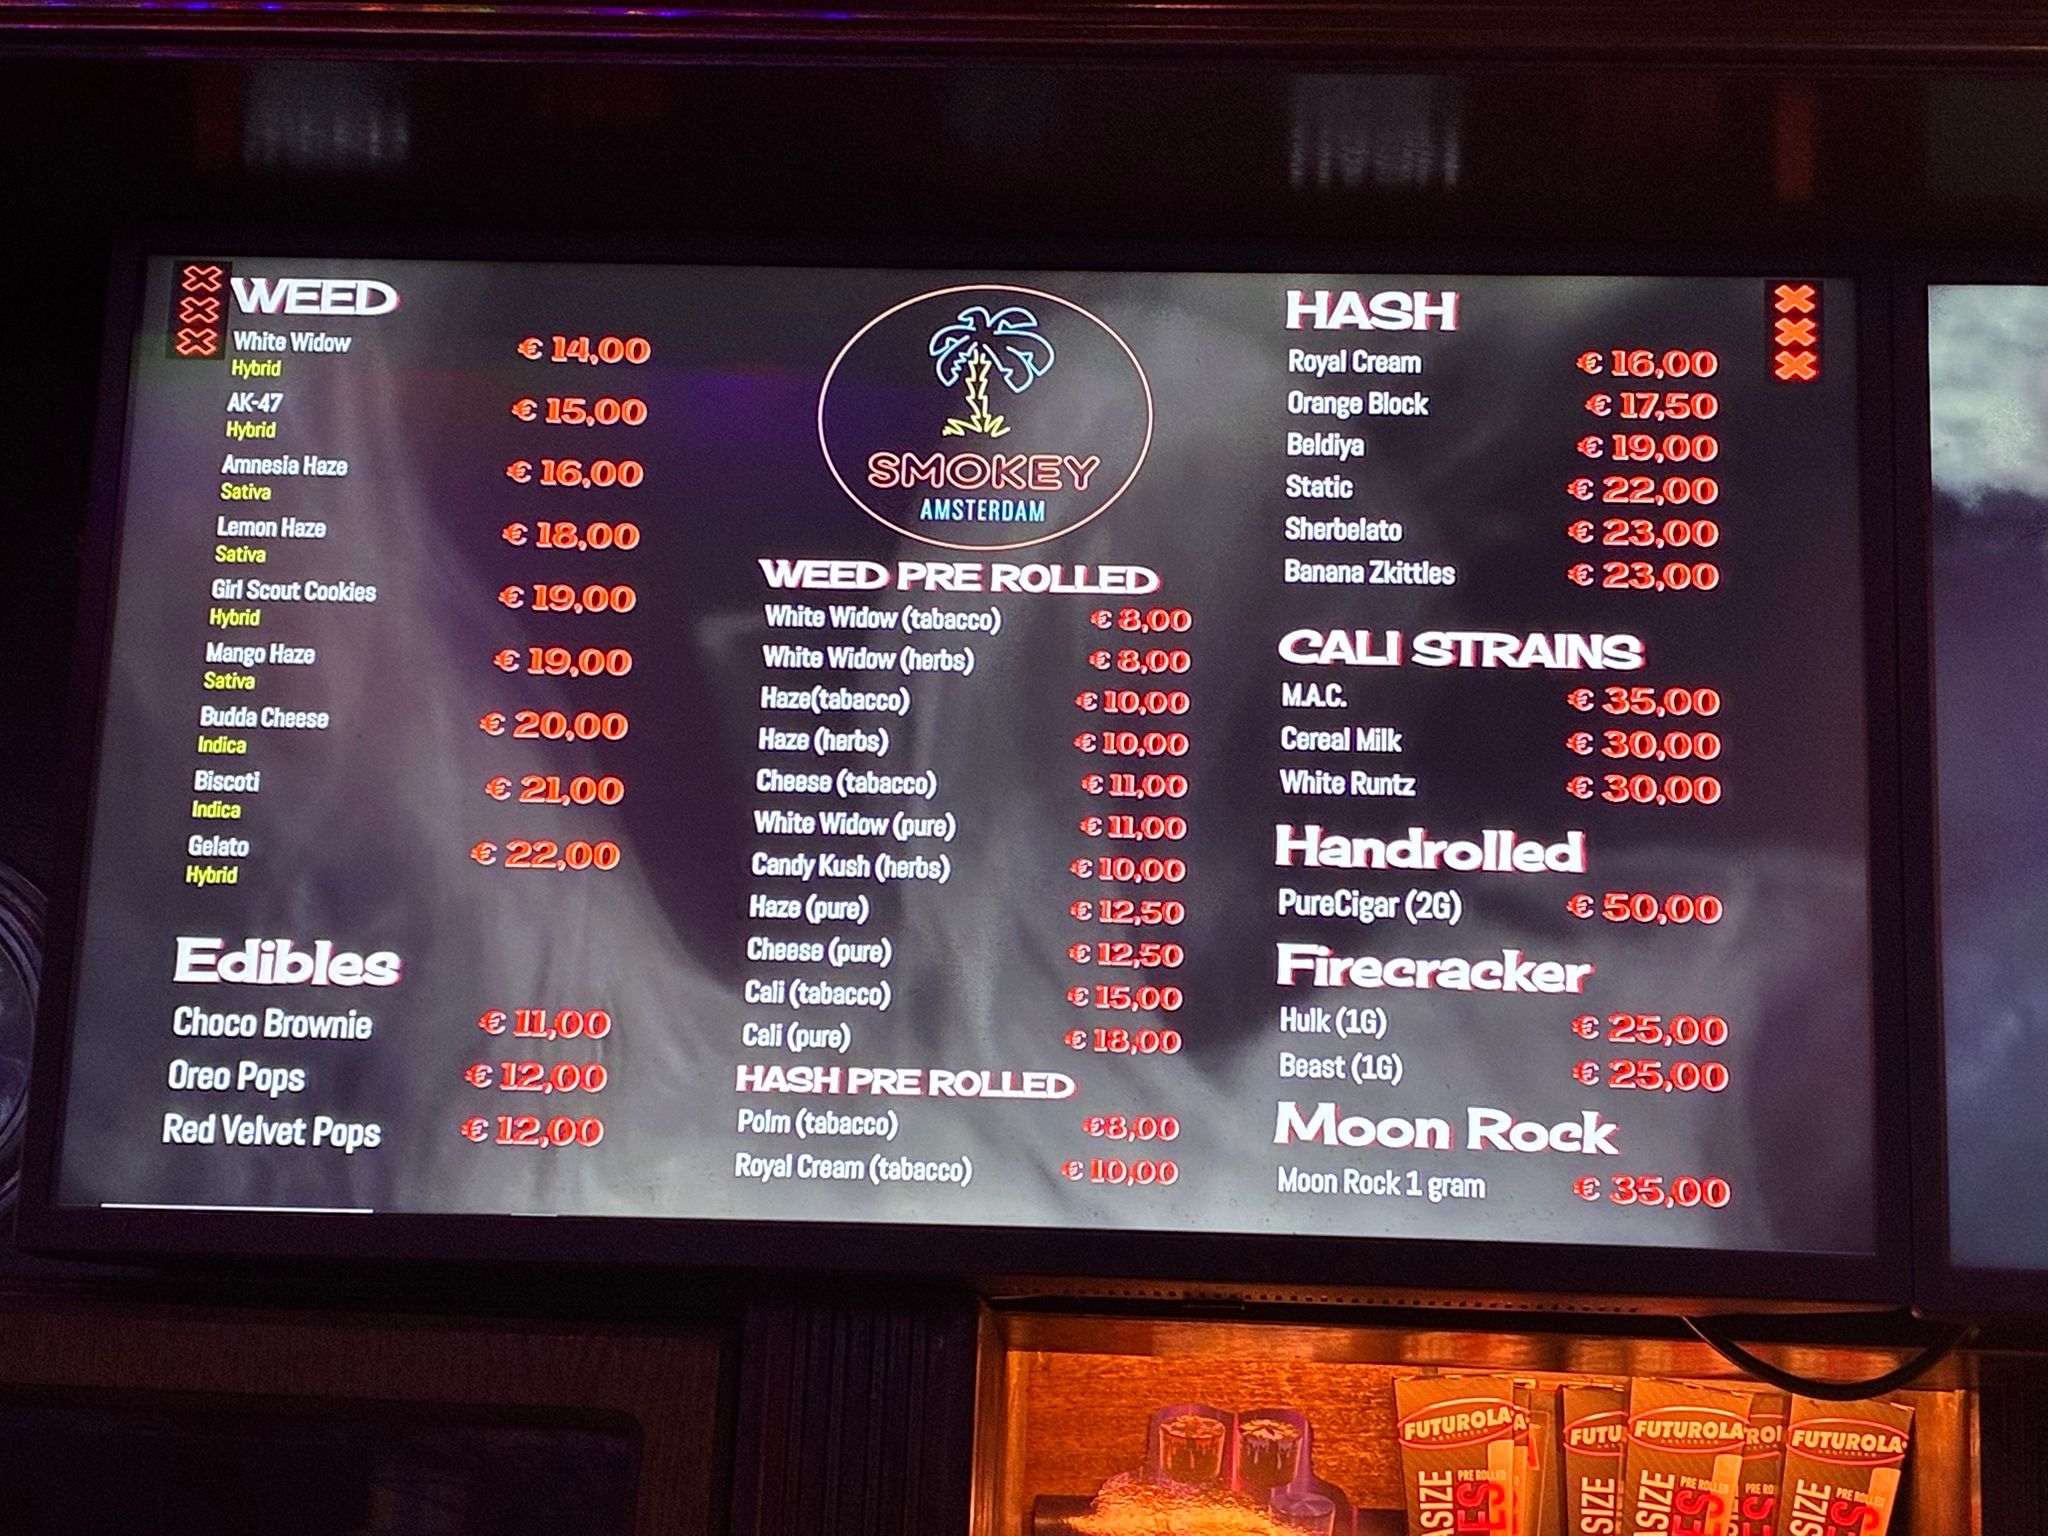 WEED
White Widow € 14,00
Hybrid
AK-47 € 15,00
Hybrid
Amnesia Haze € 16,00
Sativa
Lemon Haze € 18,00
Sativa
Girl Scout Cookies € 19,00
Hybrid
Mango Haze € 19,00
Sativa
Budda Cheese € 20,00
Indica
Biscoti € 21,00
Indica
Gelato € 22,00
Hybrid
Edibles
Choco Brownie € 11,00
Oreo Pops € 12,00
Red Velvet Pops € 12,00
SMOKEY
AMSTERDAM
WEED PRE ROLLED
White Widow (tabacco) € 8,00
White Widow (herbs) € 8,00
Haze(tabacco) € 10,00
Haze (herbs) € 10,00
Cheese (tabacco) € 11,00
White Widow (pure) € 11,00
Candy Kush (herbs) € 10,00
Haze (pure) € 12,50
Cheese (pure) € 12,50
Cali (tabacco) € 15,00
Cali (pure) € 18,00
HASH PRE ROLLED
Polm (tabacco) €8,00
Royal Cream (tabacco) € 10,00
HASH
Royal Cream € 16,00
Orange Block € 17,50
Beldiya € 19,00
Static € 22,00
Sherbelato € 23,00
Banana Zkittles € 23,00
CALI STRAINS
M.A.C. € 35,00
Cereal Milk € 30,00
White Runtz € 30,00
Handrolled
PureCigar (2G) € 50,00
Firecracker
Hulk (1G) € 25,00
Beast (1G) € 25,00
Moon Rock
Moon Rock 1 gram € 35,00
FUTUROLA
FUTU
FUTUROLA
FUTUROLA
PRE ROLLED
PRE ROLLED
PRE RO
PRE ROLLED